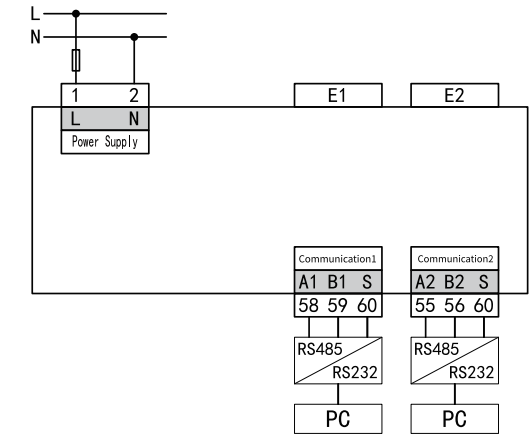 L
N
1 2 E1 E2
L N
Power Supply
Communication1 Communication2
A1 B1 S A2 B2 S
58 59 60 55 56 60
RS485 RS485
RS232 RS232
PC PC